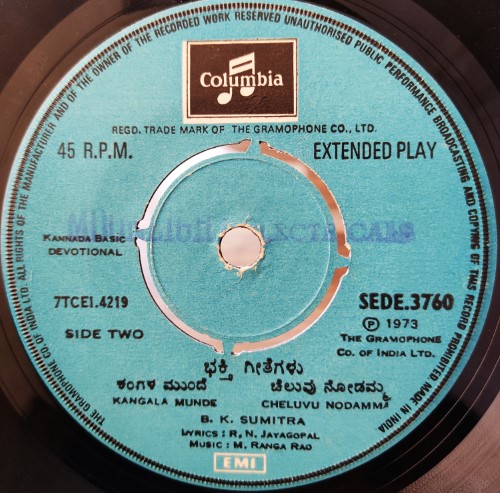 ALL RIGHTS OF THE MANUFACTURER AND OF THE OWNER OF THE RECORDED WORK RESERVED UNAUTHORISED PUBLIC PERFORMANCE BROADCASTING AND COPYING OF THIS RECORD PROHIBITED MADE IN INDIA BY THE GRAMOPHONE CO. OF INDIA, LTD.
Columbia
REGD. TRADE MARK OF THE GRAMOPHONE CO., LTD.
45 R.P.M. EXTENDED PLAY
KANNADA BASIC
DEVOTIONAL
7TCEI.4219 SEDE.3760
SIDE TWO Ⓟ 1973
THE GRAMOPHONE
CO. OF INDIA LTD.
ಭಕ್ತಿ ಗೀತೆಗಳು
ಕಂಗಳ ಮುಂದೆ ಚೆಲುವು ನೋಡಮ್ಮ
KANGALA MUNDE CHELUVU NODAMMA
B. K. SUMITRA
LYRICS : R. N. JAYAGOPAL
MUSIC : M. RANGA RAO
EMI